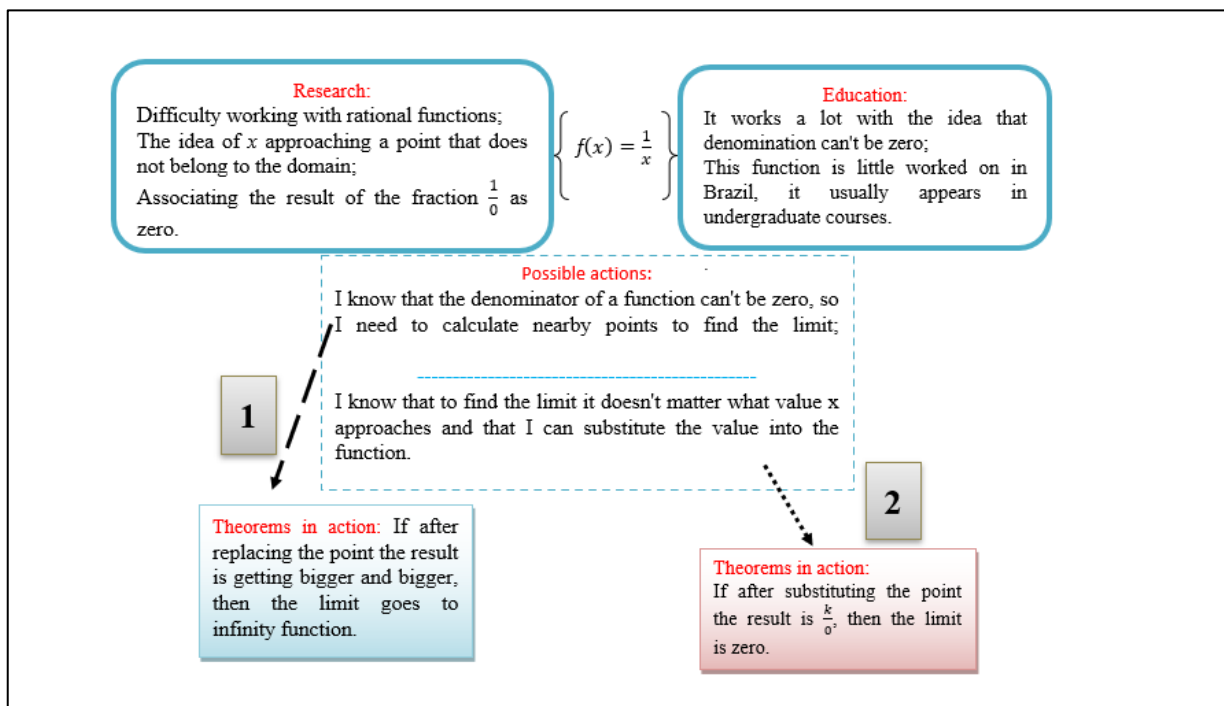 Research:
Difficulty working with rational functions;
The idea of x approaching a point that does
not belong to the domain;
Associating the result of the fraction 1/0 as
zero.
f(x) = 1/x
Education:
It works a lot with the idea that
denomination can't be zero;
This function is little worked on in
Brazil, it usually appears in
undergraduate courses.
Possible actions:
I know that the denominator of a function can't be zero, so
I need to calculate nearby points to find the limit;
I know that to find the limit it doesn't matter what value x
approaches and that I can substitute the value into the
function.
1
2
Theorems in action: If after
replacing the point the result
is getting bigger and bigger,
then the limit goes to
infinity function.
Theorems in action:
If after substituting the point
the result is k/0, then the limit
is zero.